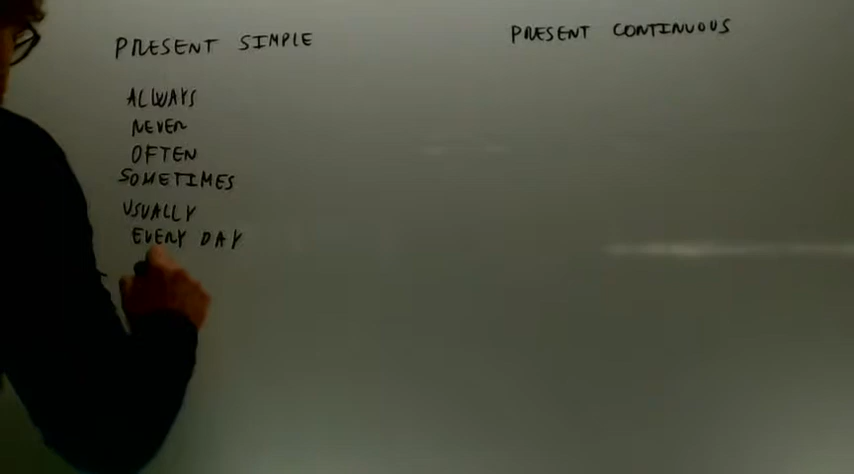 PRESENT SIMPLE
PRESENT CONTINUOUS
ALWAYS
NEVER
OFTEN
SOMETIMES
USUALLY
EVERY DAY